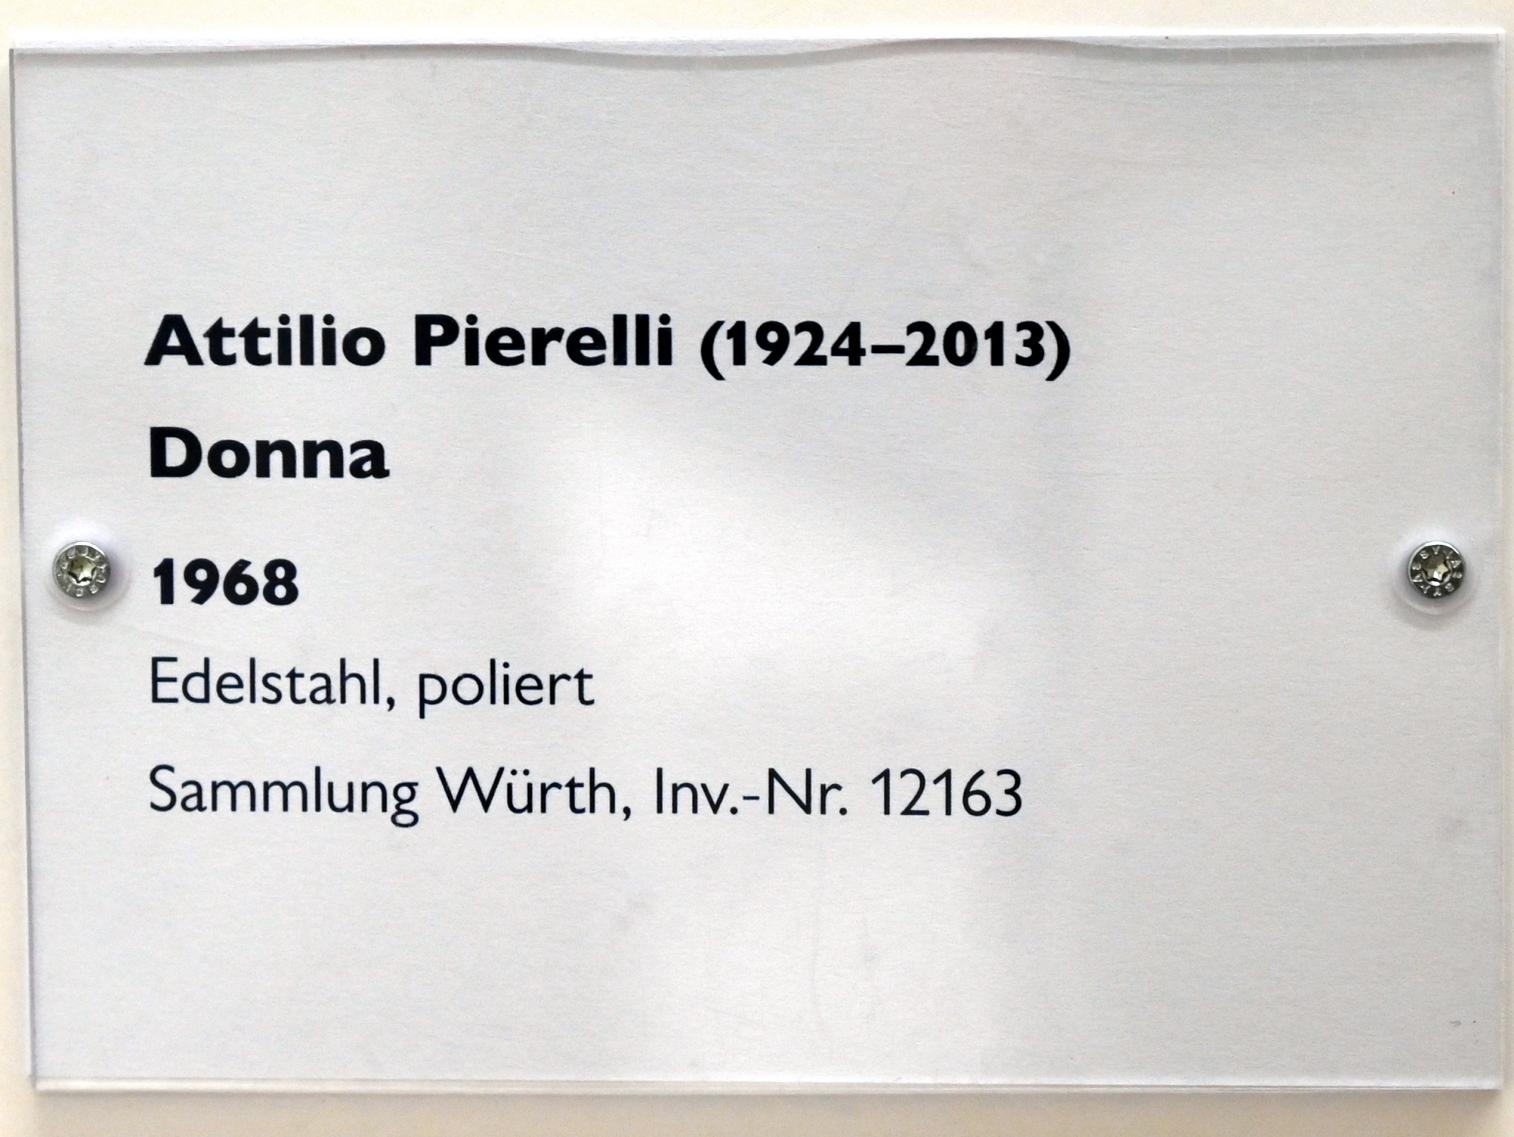 Attilio Pierelli (1924–2013)
Donna
1968
Edelstahl, poliert
Sammlung Würth, Inv.-Nr. 12163